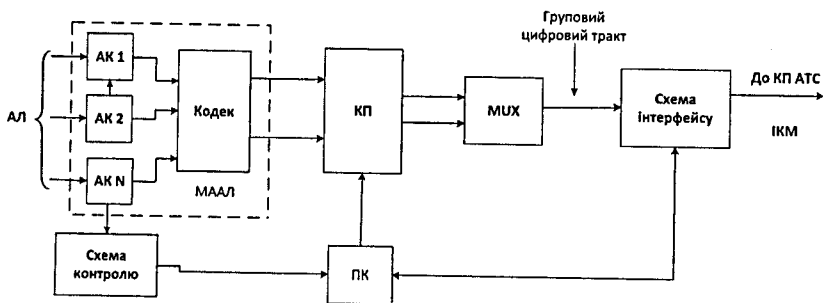 Груповий
цифровий тракт
АЛ
АК 1
АК 2
АК N
Кодек
МААЛ
КП
MUX
Схема
інтерфейсу
До КП АТС
ІКМ
Схема
контролю
ПК